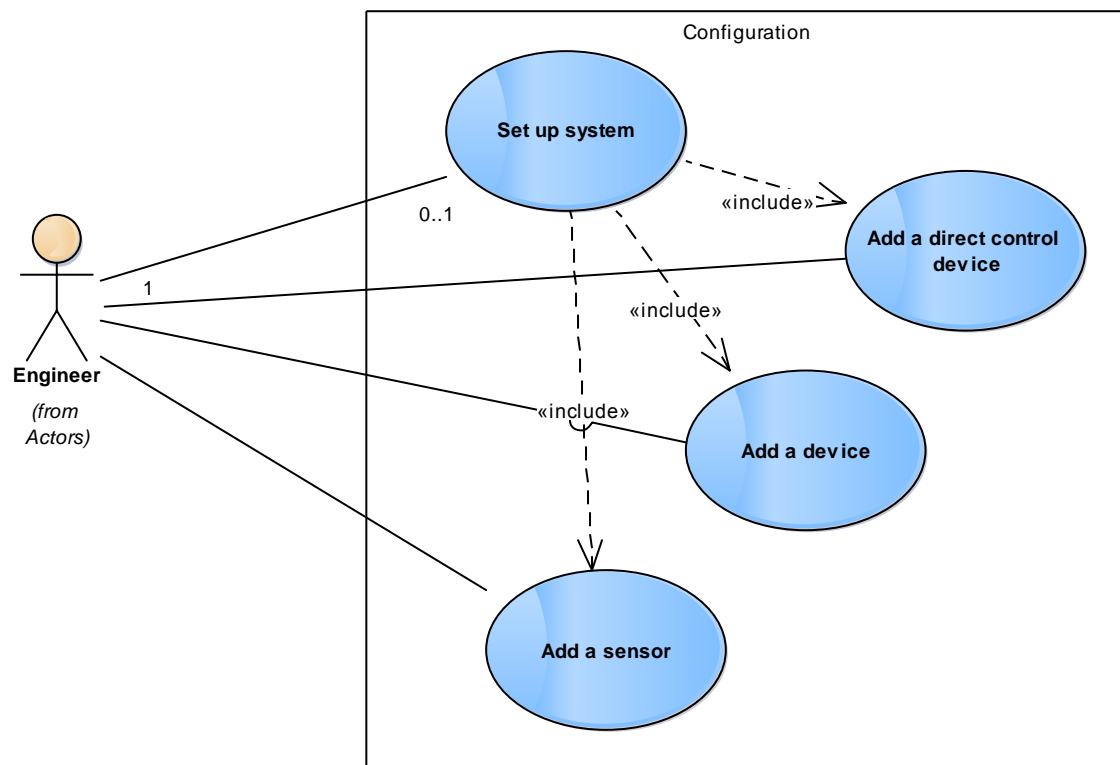 Configuration
Set up system
«include»
0..1
Add a direct control
device
1
«include»
Engineer
(from
Actors)
«include»
Add a device
Add a sensor